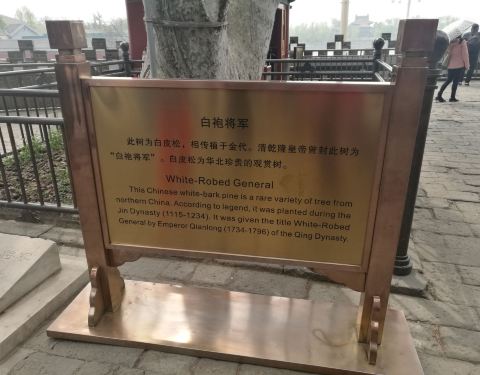 白袍将军
此树为白皮松，相传植于金代。清乾隆皇帝曾封此树为
“白袍将军”。白皮松为华北珍贵的观赏树。
White-Robed General
This Chinese white-bark pine is a rare variety of tree from
northern China. According to legend, it was planted during the
Jin Dynasty (1115-1234). It was given the title White-Robed
General by Emperor Qianlong (1734-1796) of the Qing Dynasty.